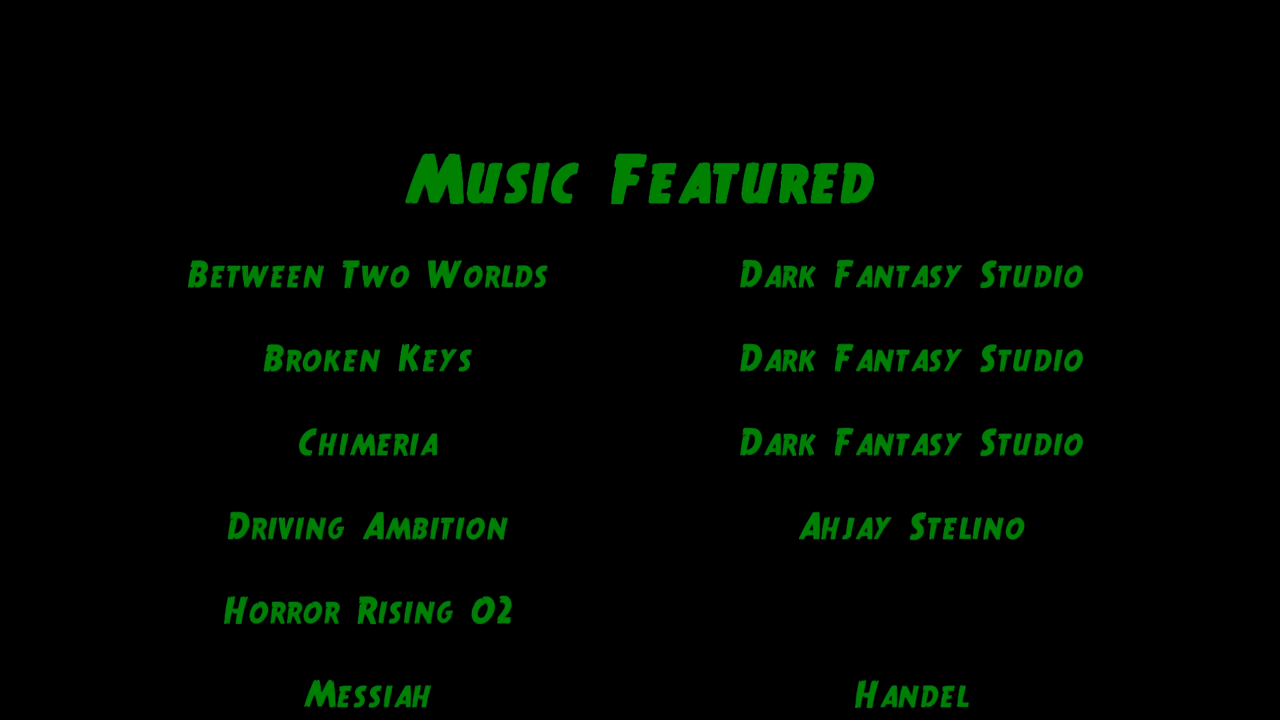 Music Featured
Between Two Worlds Dark Fantasy Studio
Broken Keys Dark Fantasy Studio
Chimeria Dark Fantasy Studio
Driving Ambition Ahjay Stelino
Horror Rising 02
Messiah Handel